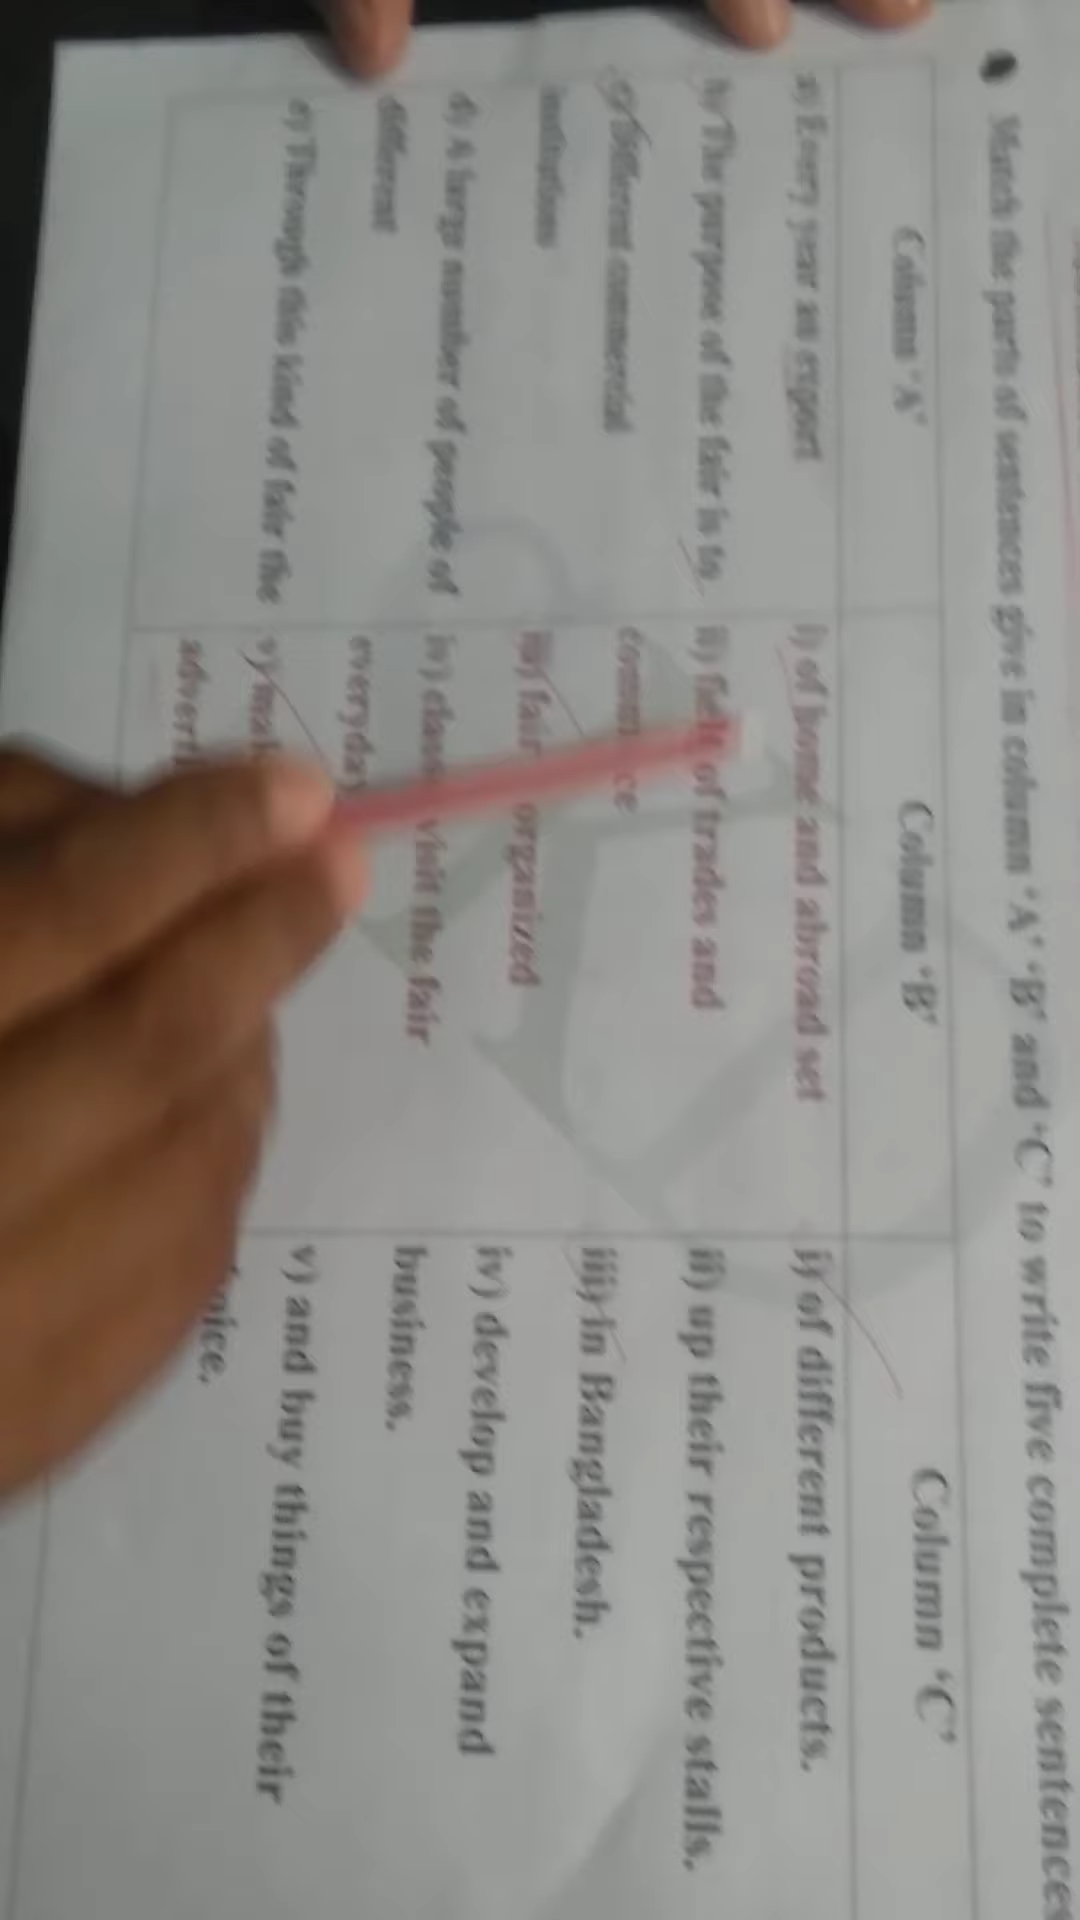 Match the parts of sentences give in column ‘A’ ‘B’ and ‘C’ to write five complete sentences
Column ‘A’
Column ‘B’
Column ‘C’
a) Every year an export
b) The purpose of the fair is to
c) Different commercial
institutions
d) A large number of people of
different
e) Through this kind of fair the
i) of home and abroad set
ii) of trades and
iii) fair organized
iv) visit the fair
everyday
v)
i) of different products.
ii) up their respective stalls.
iii) in Bangladesh.
iv) develop and expand
business.
v) and buy things of their